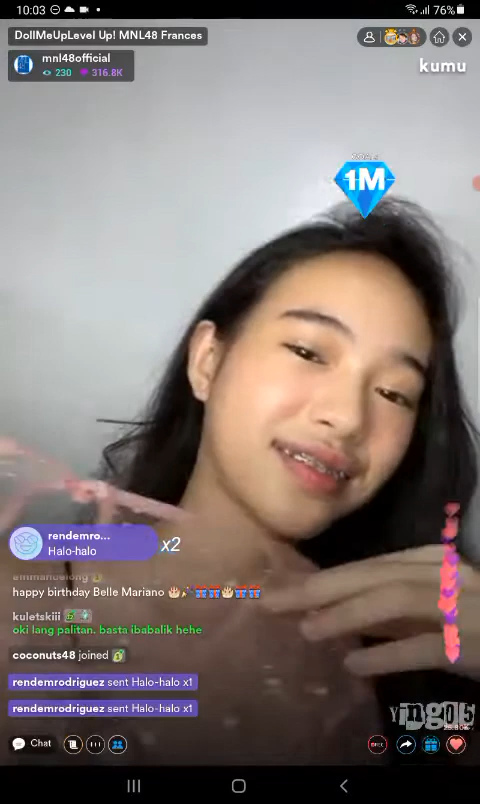 10:03
76%
DollMeUpLevel Up! MNL48 Frances
mnl48official
230 316.8K
kumu
1M
rendemro...
Halo-halo
x2
emmanuelong
happy birthday Belle Mariano
kuletskiii
oki lang palitan. basta ibabalik hehe
coconuts48 joined
rendemrodriguez sent Halo-halo x1
rendemrodriguez sent Halo-halo x1
Chat